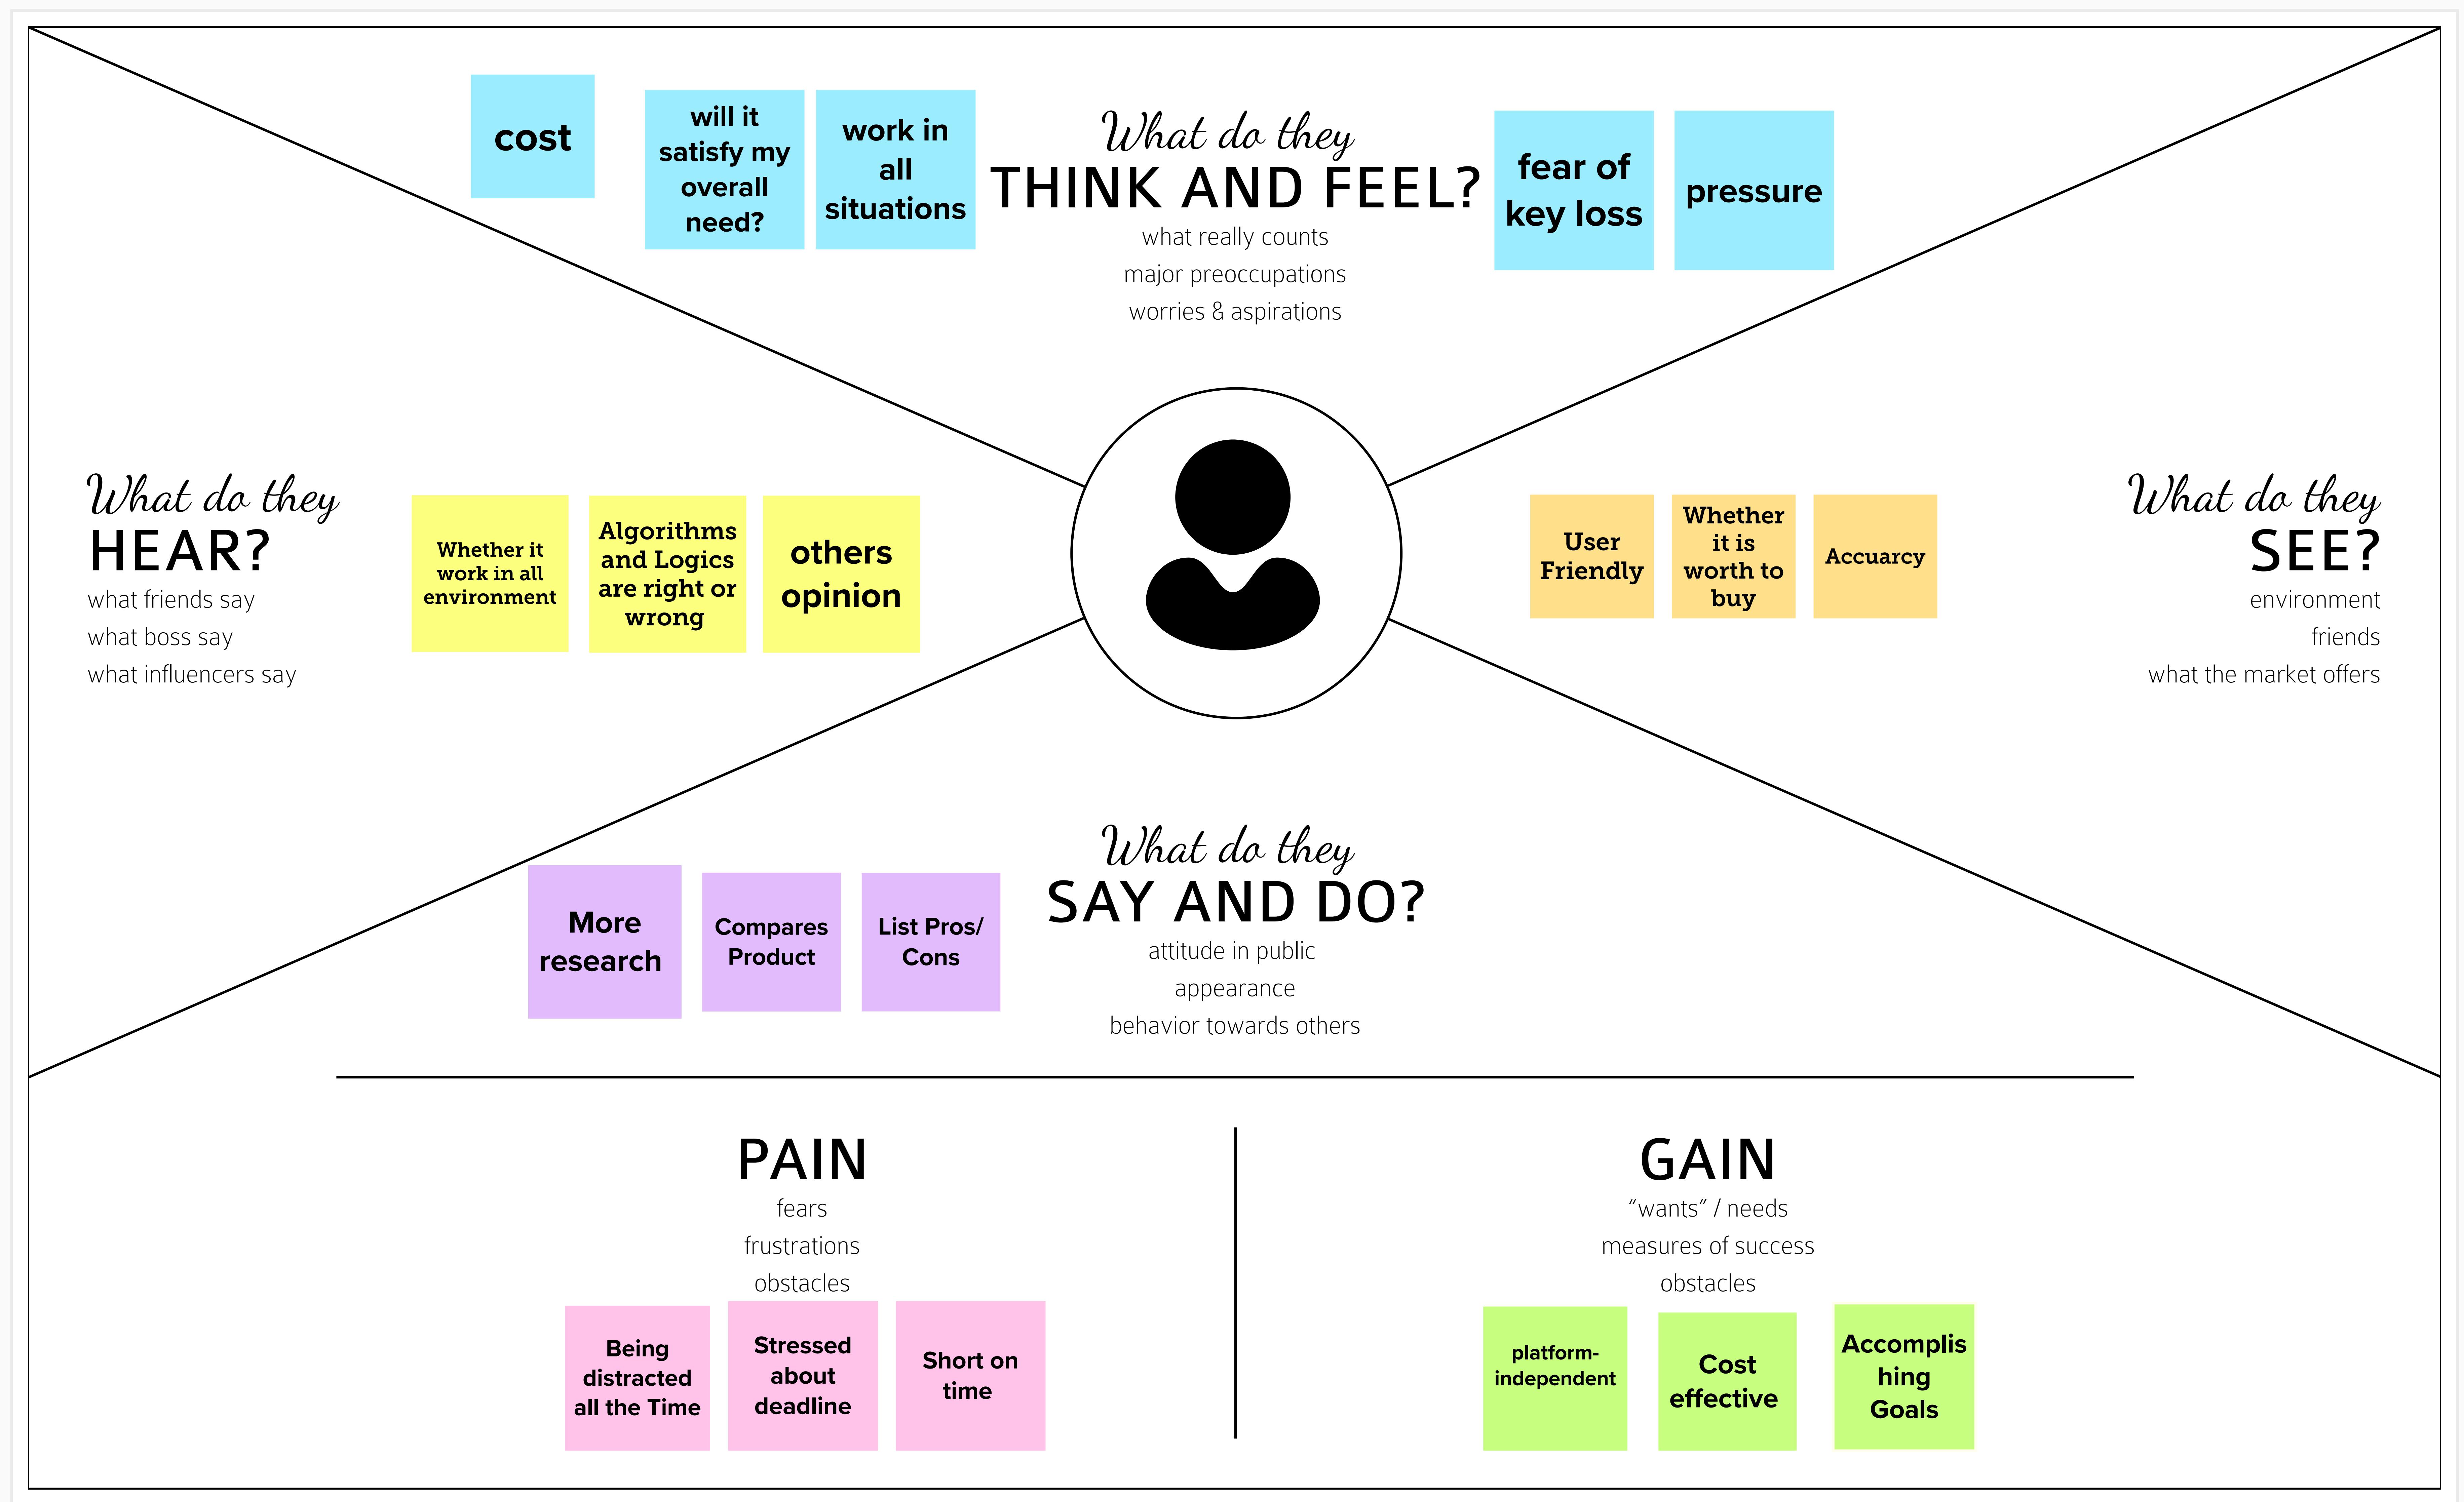 cost
will it
satisfy my
overall
need?
work in
all
situations
What do they
THINK AND FEEL?
what really counts
major preoccupations
worries & aspirations
fear of
key loss
pressure
What do they
HEAR?
what friends say
what boss say
what influencers say
Whether it
work in all
environment
Algorithms
and Logics
are right or
wrong
others
opinion
User
Friendly
Whether
it is
worth to
buy
Accuarcy
What do they
SEE?
environment
friends
what the market offers
More
research
Compares
Product
List Pros/
Cons
What do they
SAY AND DO?
attitude in public
appearance
behavior towards others
PAIN
fears
frustrations
obstacles
Being
distracted
all the Time
Stressed
about
deadline
Short on
time
GAIN
“wants” / needs
measures of success
obstacles
platform-
independent
Cost
effective
Accomplis
hing
Goals